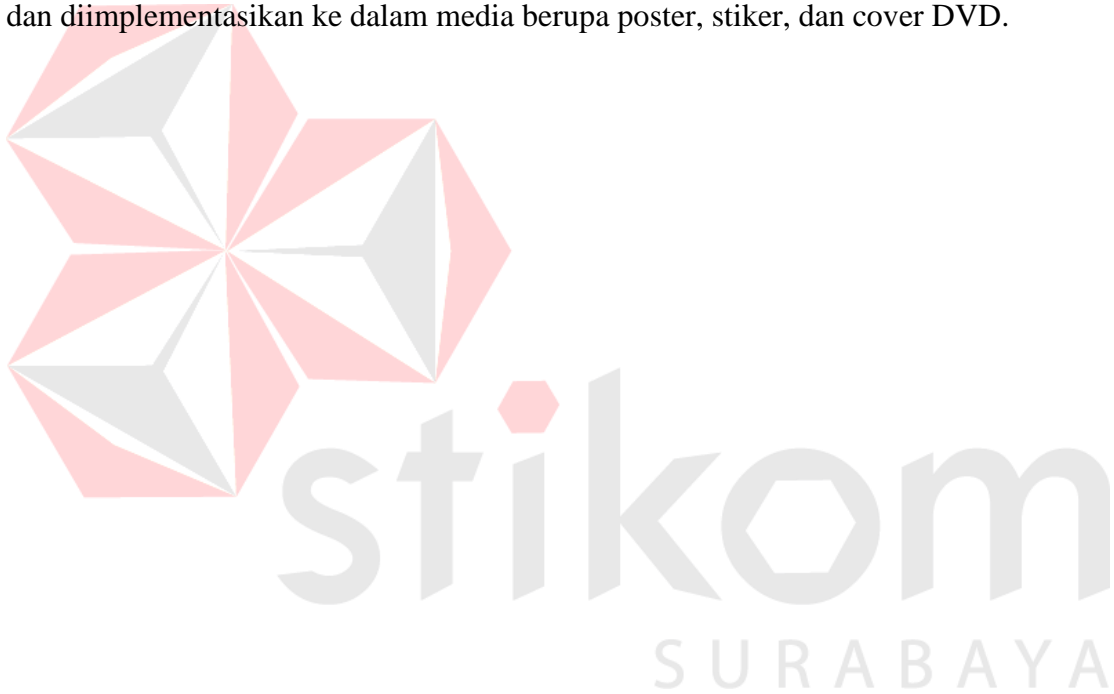 dan diimplementasikan ke dalam media berupa poster, stiker, dan cover DVD.
stikom
SURABAYA